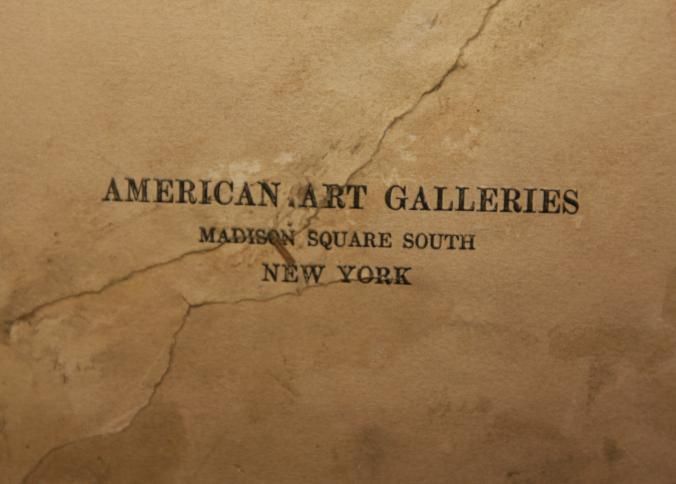 AMERICAN ART GALLERIES
MADISON SQUARE SOUTH
NEW YORK